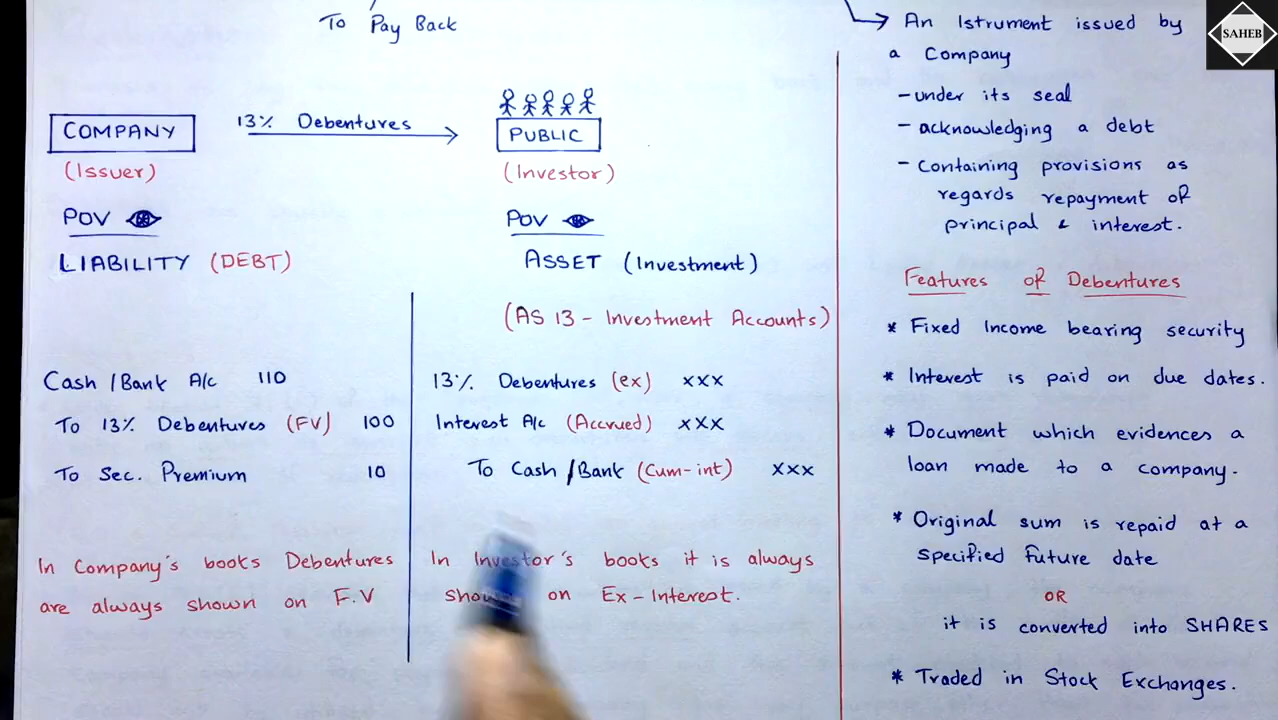 To Pay Back
COMPANY
13% Debentures
PUBLIC
(Issuer)
(Investor)
POV
POV
LIABILITY (DEBT)
ASSET (Investment)
(AS 13 - Investment Accounts)
Cash / Bank A/c 110
To 13% Debentures (FV) 100
To Sec. Premium 10
In Company's books Debentures
are always shown on F.V
13% Debentures (ex) xxx
Interest A/c (Accrued) xxx
To Cash / Bank (Cum-int) xxx
In Investor's books it is always
shown on Ex-Interest.
An Istrument issued by
a Company
- under its seal
- acknowledging a debt
- Containing provisions as
regards repayment of
principal & interest.
Features of Debentures
* Fixed Income bearing security
* Interest is paid on due dates.
* Document which evidences a
loan made to a company.
* Original sum is repaid at a
specified future date
OR
it is converted into SHARES
* Traded in Stock Exchanges.
SAHEB